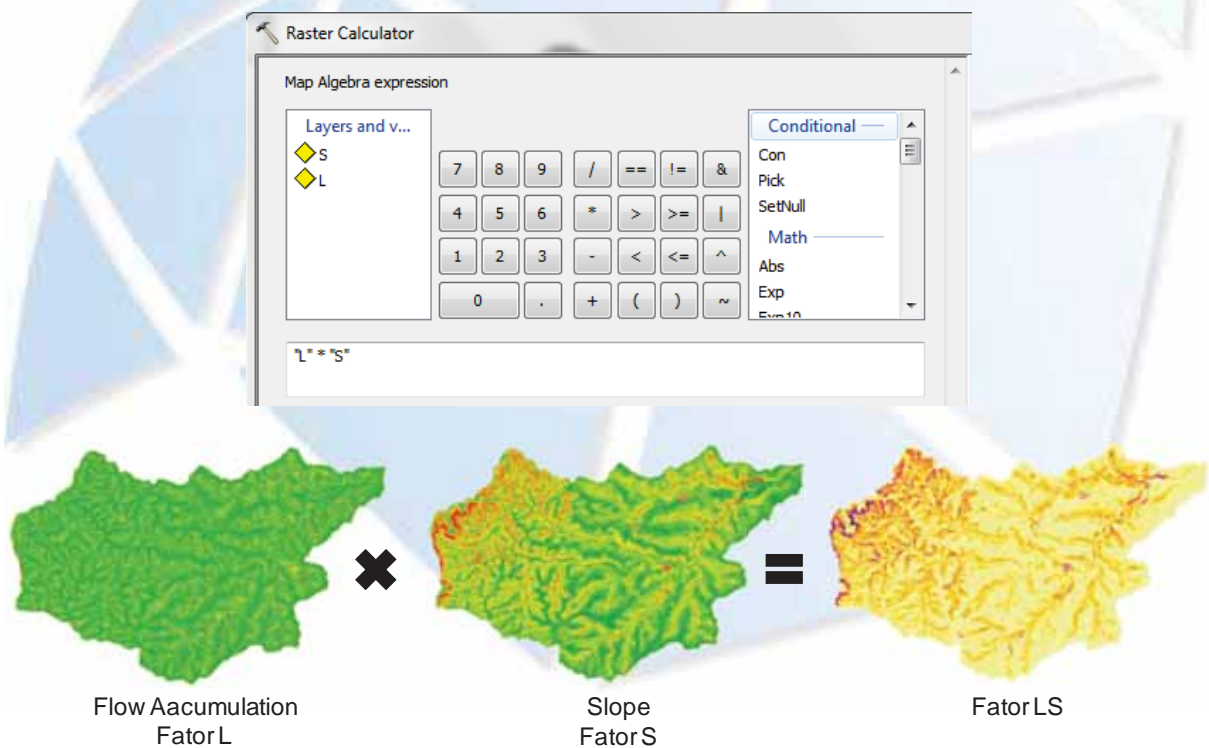 Raster Calculator
Map Algebra expression
Layers and v...
S
L
7 8 9 / == != &
4 5 6 * > >= |
1 2 3 - < <= ^
0 . + ( ) ~
Conditional
Con
Pick
SetNull
Math
Abs
Exp
Exp10
"L" * "S"
Flow Aacumulation
Fator L
Slope
Fator S
Fator LS